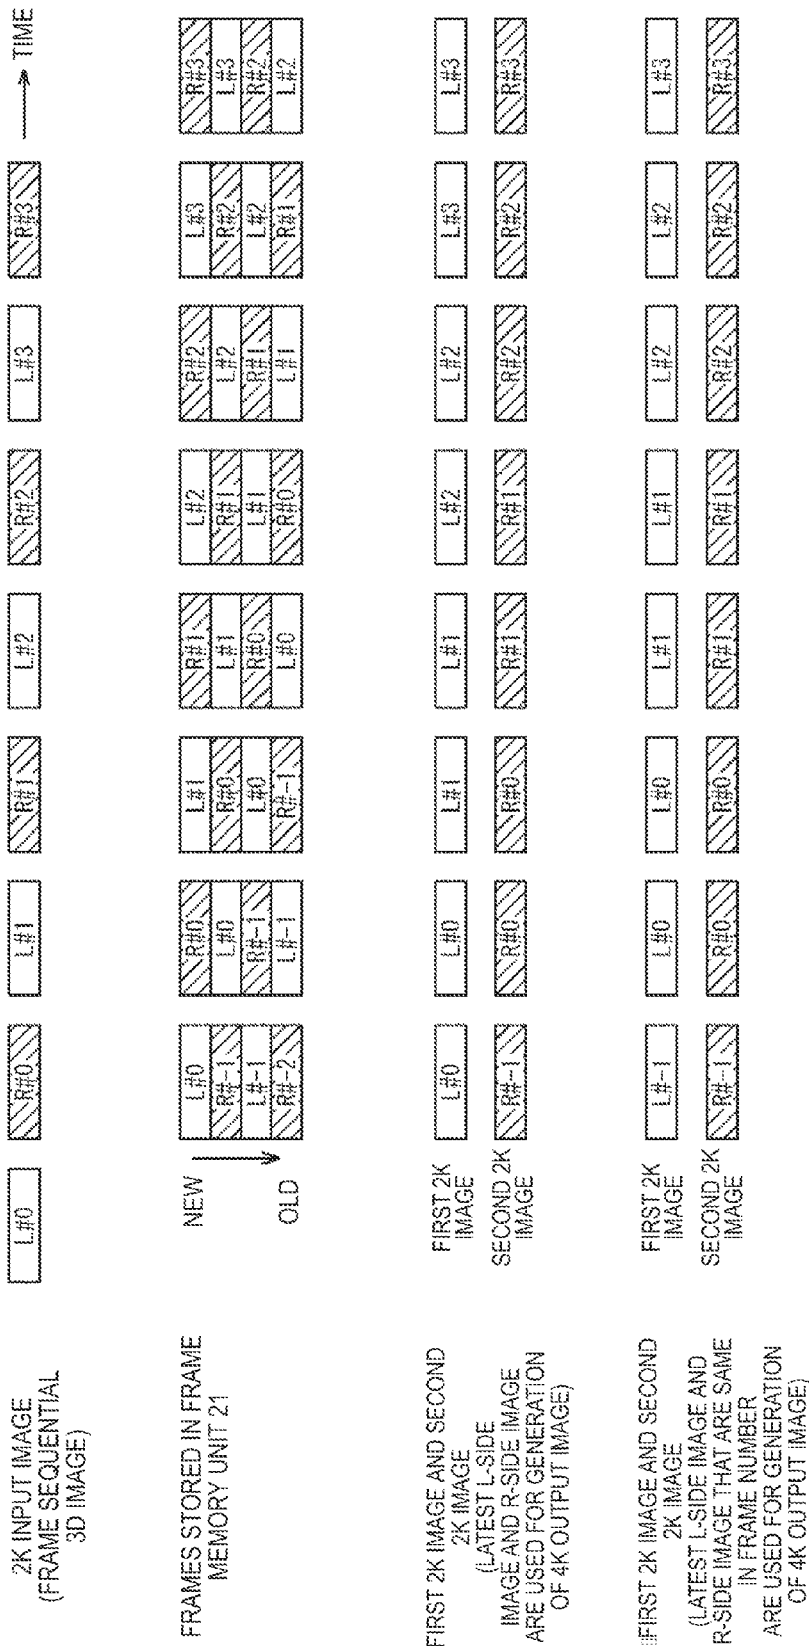 2K INPUT IMAGE
(FRAME SEQUENTIAL
3D IMAGE)
L#0 R#0 L#1 R#1 L#2 R#2 L#3 R#3 TIME
FRAMES STORED IN FRAME
MEMORY UNIT 21
NEW
OLD
L#0 R#0 L#1 R#1 L#2 R#2 L#3 R#3
R#-1 L#0 R#0 L#1 R#1 L#2 R#2 L#3
L#-1 R#-1 L#0 R#0 L#1 R#1 L#2 R#2
R#-2 L#-1 R#-1 L#0 R#0 L#1 R#1 L#2
FIRST 2K IMAGE AND SECOND
2K IMAGE
(LATEST L-SIDE
IMAGE AND R-SIDE IMAGE
ARE USED FOR GENERATION
OF 4K OUTPUT IMAGE)
FIRST 2K
IMAGE
L#0 L#0 L#1 L#1 L#2 L#2 L#3 L#3
SECOND 2K
IMAGE
R#-1 R#0 R#0 R#1 R#1 R#2 R#2 R#3
FIRST 2K IMAGE AND SECOND
2K IMAGE
(LATEST L-SIDE IMAGE AND
R-SIDE IMAGE THAT ARE SAME
IN FRAME NUMBER
ARE USED FOR GENERATION
OF 4K OUTPUT IMAGE)
FIRST 2K
IMAGE
L#-1 L#0 L#0 L#1 L#1 L#2 L#2 L#3
SECOND 2K
IMAGE
R#-1 R#0 R#0 R#1 R#1 R#2 R#2 R#3